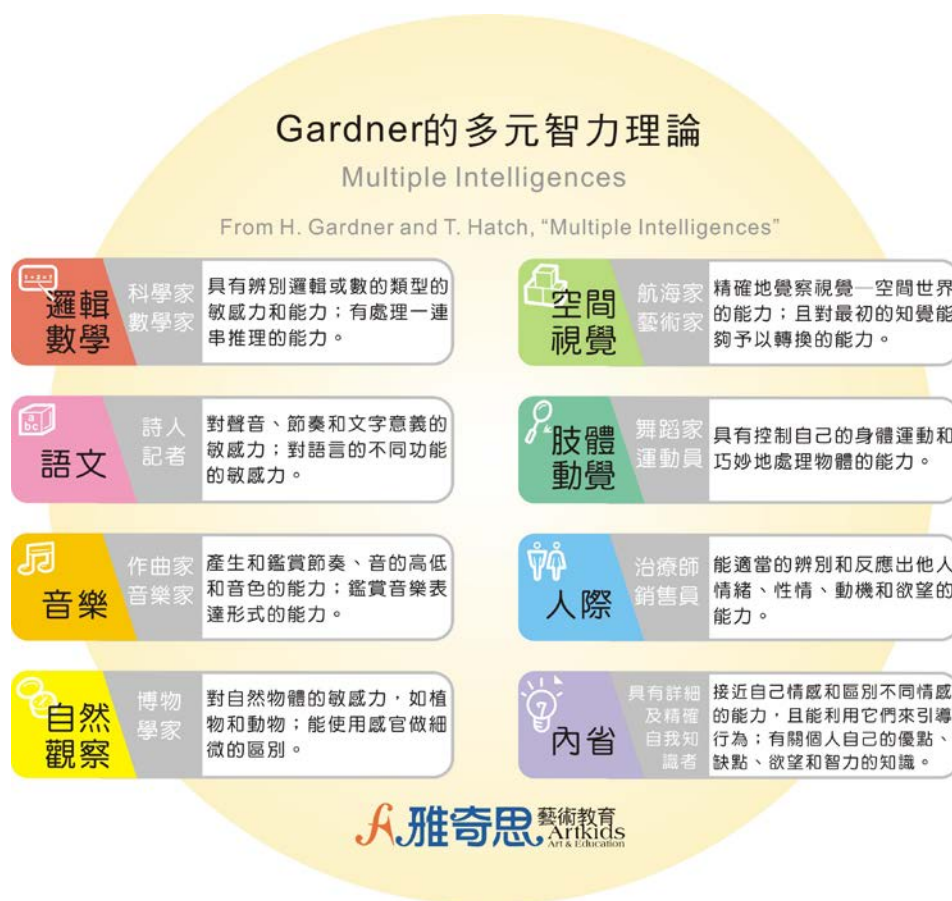 Gardner的多元智力理論
Multiple Intelligences
From H. Gardner and T. Hatch, “Multiple Intelligences”
邏輯
數學
科學家
數學家
具有辨別邏輯或數的類型的
敏感力和能力；有處理一連
串推理的能力。
空間
視覺
航海家
藝術家
精確地覺察視覺—空間世界
的能力；且對最初的知覺能
夠予以轉換的能力。
abc
語文
詩人
記者
對聲音、節奏和文字意義的
敏感力；對語言的不同功能
的敏感力。
肢體
動覺
舞蹈家
運動員
具有控制自己的身體運動和
巧妙地處理物體的能力。
音樂
作曲家
音樂家
產生和鑑賞節奏、音的高低
和音色的能力；鑑賞音樂表
達形式的能力。
人際
治療師
銷售員
能適當的辨別和反應出他人
情緒、性情、動機和欲望的
能力。
自然
觀察
博物
學家
對自然物體的敏感力，如植
物和動物；能使用感官做細
微的區別。
內省
具有詳細
及精確
自我知
識者
接近自己情感和區別不同情感
的能力，且能利用它們來引導
行為；有關個人自己的優點、
缺點、欲望和智力的知識。
雅奇思
藝術教育
Artkids
Art & Education